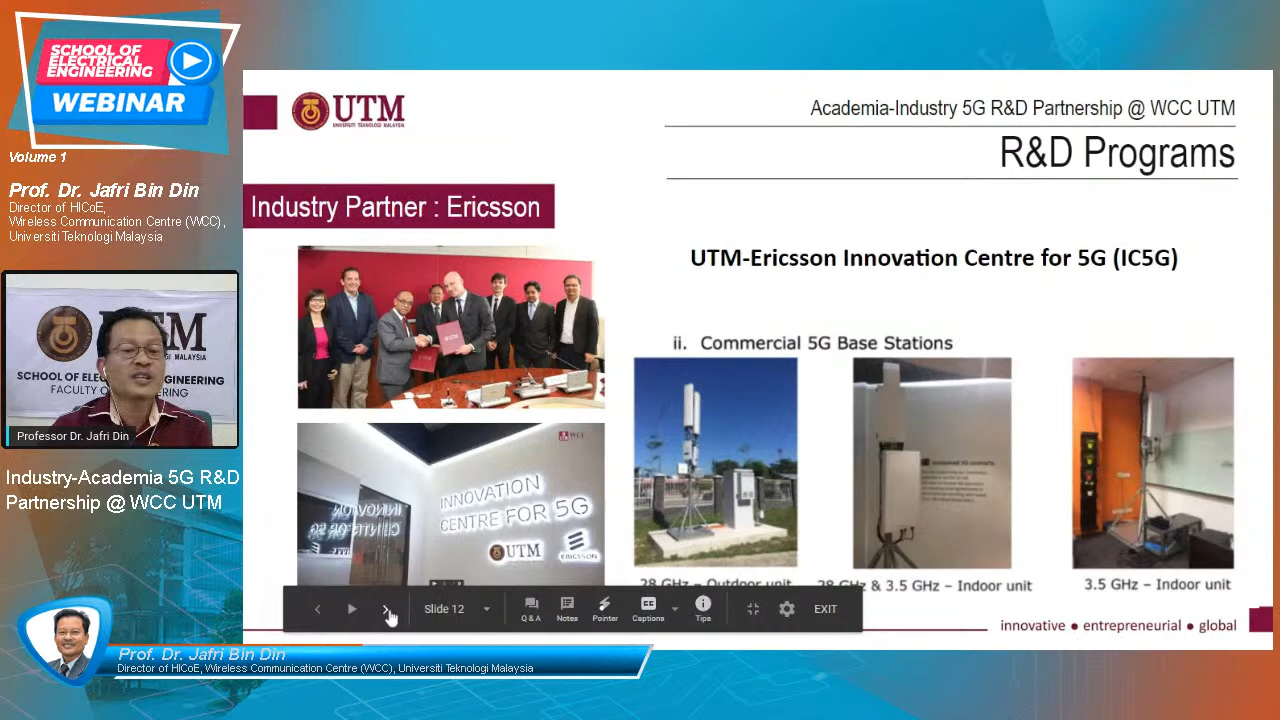 SCHOOL OF
ELECTRICAL
ENGINEERING
WEBINAR
Volume 1
Prof. Dr. Jafri Bin Din
Director of HICoE,
Wireless Communication Centre (WCC),
Universiti Teknologi Malaysia
UTM
SCHOOL OF ELEC ENGINEERING
FACULTY OF EERING
Professor Dr. Jafri Din
Industry-Academia 5G R&D
Partnership @ WCC UTM
UTM
UNIVERSITI TEKNOLOGI MALAYSIA
Academia-Industry 5G R&D Partnership @ WCC UTM
R&D Programs
Industry Partner : Ericsson
UTM-Ericsson Innovation Centre for 5G (IC5G)
ii. Commercial 5G Base Stations
WCC
INNOVATION
CENTRE FOR 5G
UTM
ERICSSON
28 GHz – Outdoor unit
28 GHz & 3.5 GHz – Indoor unit
3.5 GHz – Indoor unit
Slide 12
Q & A
Notes
Pointer
Captions
Tips
EXIT
innovative ● entrepreneurial ● global
Prof. Dr. Jafri Bin Din
Director of HICoE, Wireless Communication Centre (WCC), Universiti Teknologi Malaysia